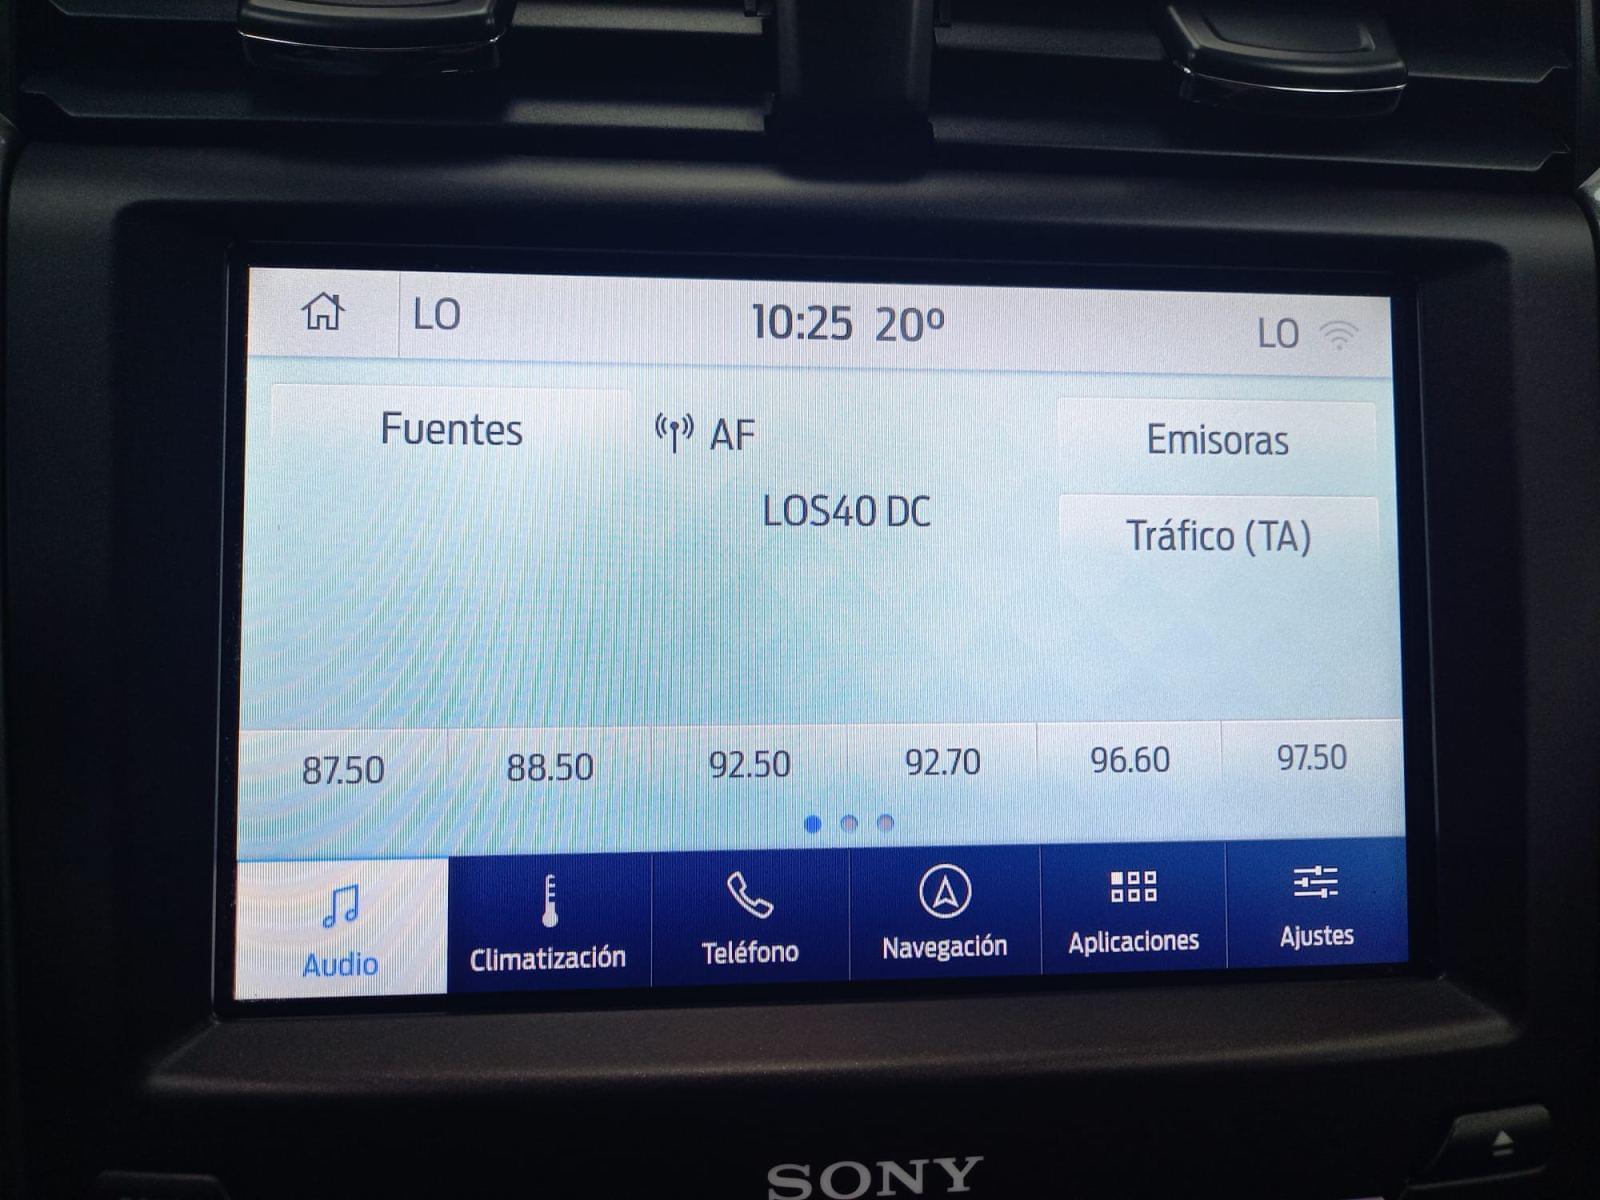 LO 10:25 20º LO
Fuentes AF Emisoras
LOS40 DC
Tráfico (TA)
87.50 88.50 92.50 92.70 96.60 97.50
Audio Climatización Teléfono Navegación Aplicaciones Ajustes
SONY